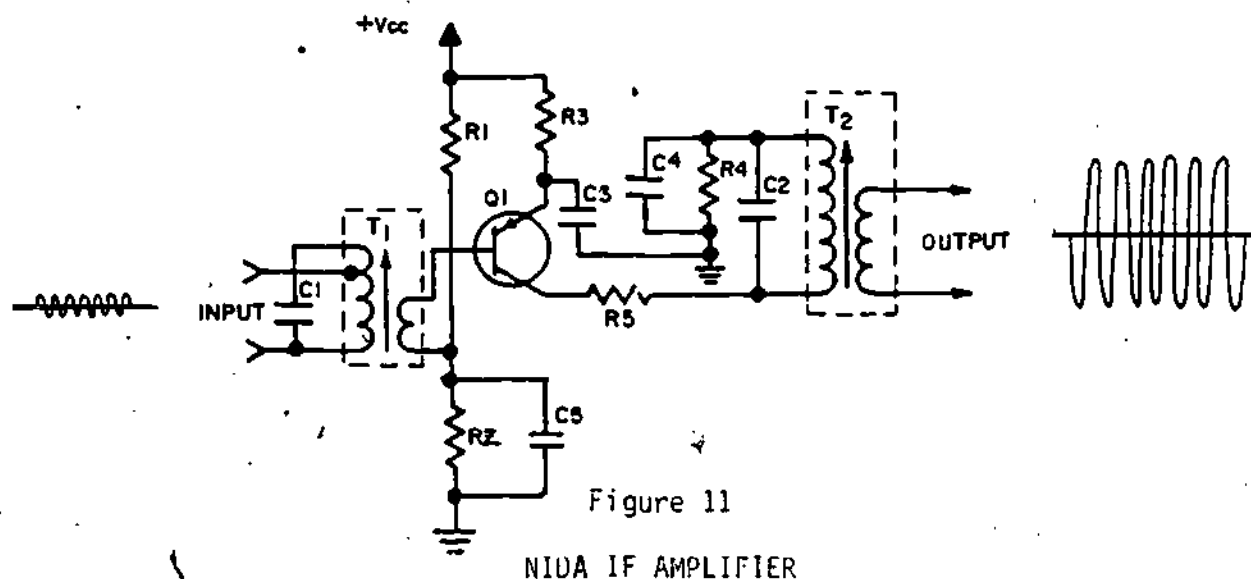 +Vcc
R1
R3
C4
R4
C2
T2
Q1
C3
T1
C1
INPUT
OUTPUT
R5
R2
C5
Figure 11
NIDA IF AMPLIFIER